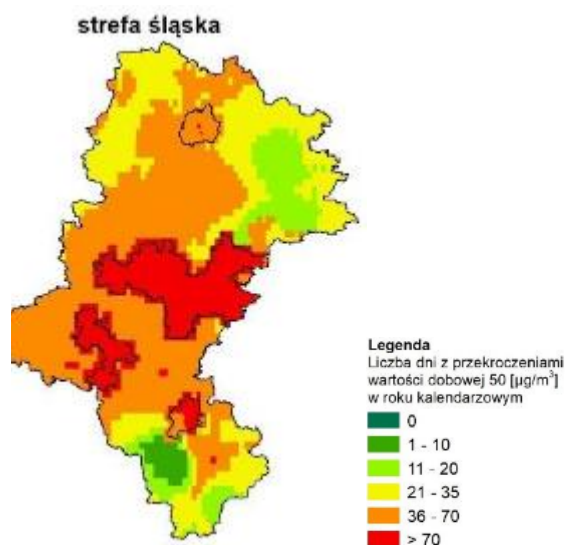 strefa śląska
Legenda
Liczba dni z przekroczeniami
wartości dobowej 50 [µg/m³]
w roku kalendarzowym
0
1 - 10
11 - 20
21 - 35
36 - 70
> 70